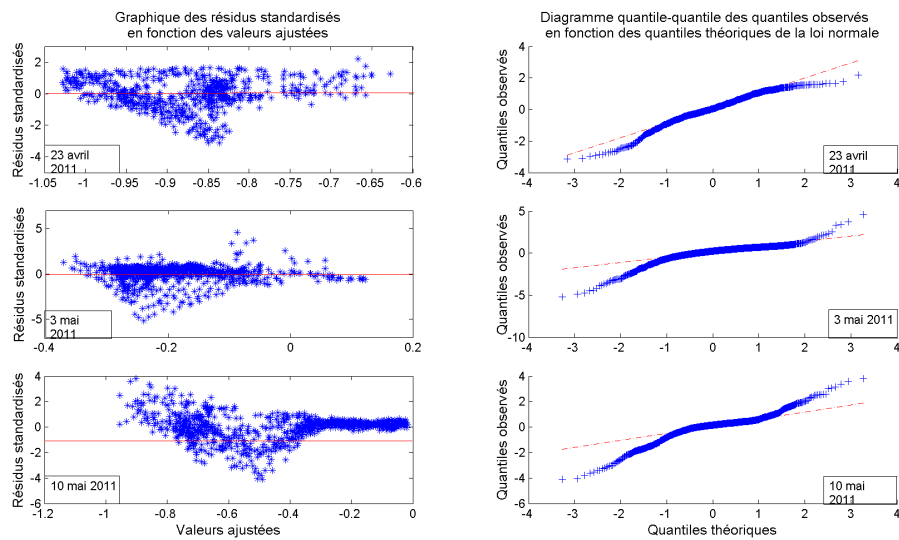 Graphique des résidus standardisés
en fonction des valeurs ajustées
Diagramme quantile-quantile des quantiles observés
en fonction des quantiles théoriques de la loi normale
Résidus standardisés
2
0
-2
-4
23 avril
2011
-1.05 -1 -0.95 -0.9 -0.85 -0.8 -0.75 -0.7 -0.65 -0.6
Quantiles observés
4
2
0
-2
-4
23 avril
2011
-4 -3 -2 -1 0 1 2 3 4
Résidus standardisés
5
0
-5
3 mai
2011
-0.4 -0.2 0 0.2
Quantiles observés
5
0
-5
-10
3 mai 2011
-4 -3 -2 -1 0 1 2 3 4
Résidus standardisés
4
2
0
-2
-4
-6
10 mai 2011
-1.2 -1 -0.8 -0.6 -0.4 -0.2 0
Valeurs ajustées
Quantiles observés
4
2
0
-2
-4
-6
10 mai
2011
-4 -3 -2 -1 0 1 2 3 4
Quantiles théoriques